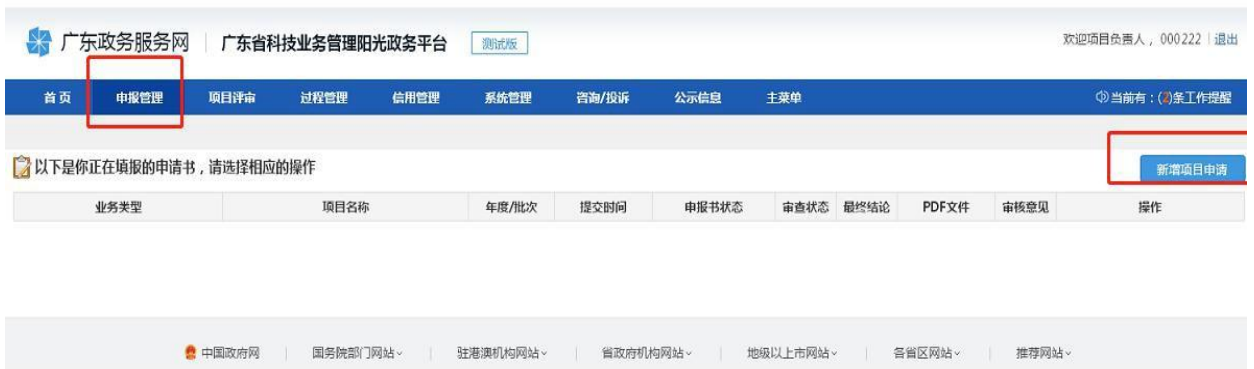 广东政务服务网 广东省科技业务管理阳光政务平台 测试版 欢迎项目负责人，000222 退出
首页 申报管理 项目评审 过程管理 信用管理 系统管理 咨询/投诉 公示信息 主菜单 当前有：(2)条工作提醒
以下是你正在填报的申请书，请选择相应的操作 新增项目申请
业务类型 项目名称 年度/批次 提交时间 申报书状态 审查状态 最终结论 PDF文件 审核意见 操作
中国政府网 国务院部门网站 驻港澳机构网站 省政府机构网站 地级以上市网站 各省区网站 推荐网站